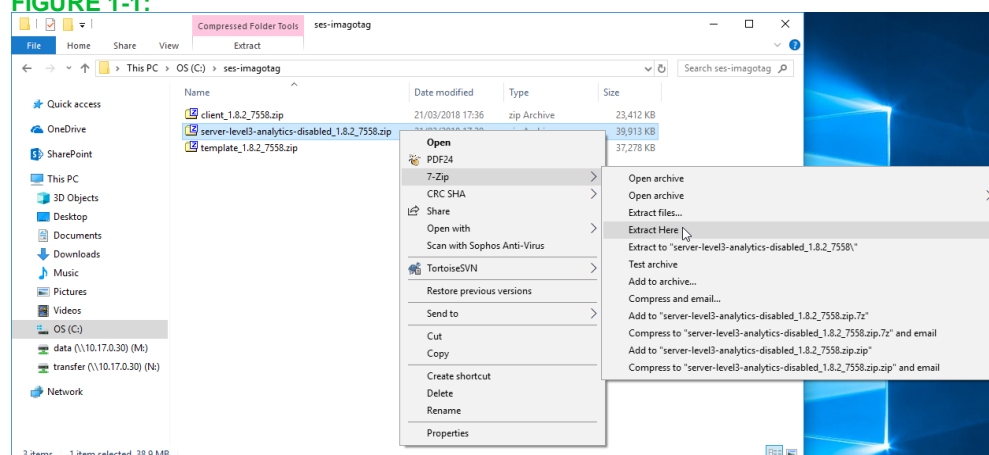 FIGURE 1-1:
Compressed Folder Tools ses-imagotag
File Home Share View Extract
This PC > OS (C:) > ses-imagotag Search ses-imagotag
Name Date modified Type Size
Quick access
OneDrive
SharePoint
This PC
3D Objects
Desktop
Documents
Downloads
Music
Pictures
Videos
OS (C:)
data (\\10.17.0.30) (M:)
transfer (\\10.17.0.30) (N:)
Network
client_1.8.2_7558.zip 21/03/2018 17:36 zip Archive 23,412 KB
server-level3-analytics-disabled_1.8.2_7558.zip 39,913 KB
template_1.8.2_7558.zip 37,278 KB
Open
PDF24
7-Zip
CRC SHA
Share
Open with
Scan with Sophos Anti-Virus
TortoiseSVN
Restore previous versions
Send to
Cut
Copy
Create shortcut
Delete
Rename
Properties
Open archive
Open archive
Extract files...
Extract Here
Extract to "server-level3-analytics-disabled_1.8.2_7558\"
Test archive
Add to archive...
Compress and email...
Add to "server-level3-analytics-disabled_1.8.2_7558.zip.7z"
Compress to "server-level3-analytics-disabled_1.8.2_7558.zip.7z" and email
Add to "server-level3-analytics-disabled_1.8.2_7558.zip.zip"
Compress to "server-level3-analytics-disabled_1.8.2_7558.zip.zip" and email
3 items 1 item selected 38.9 MB